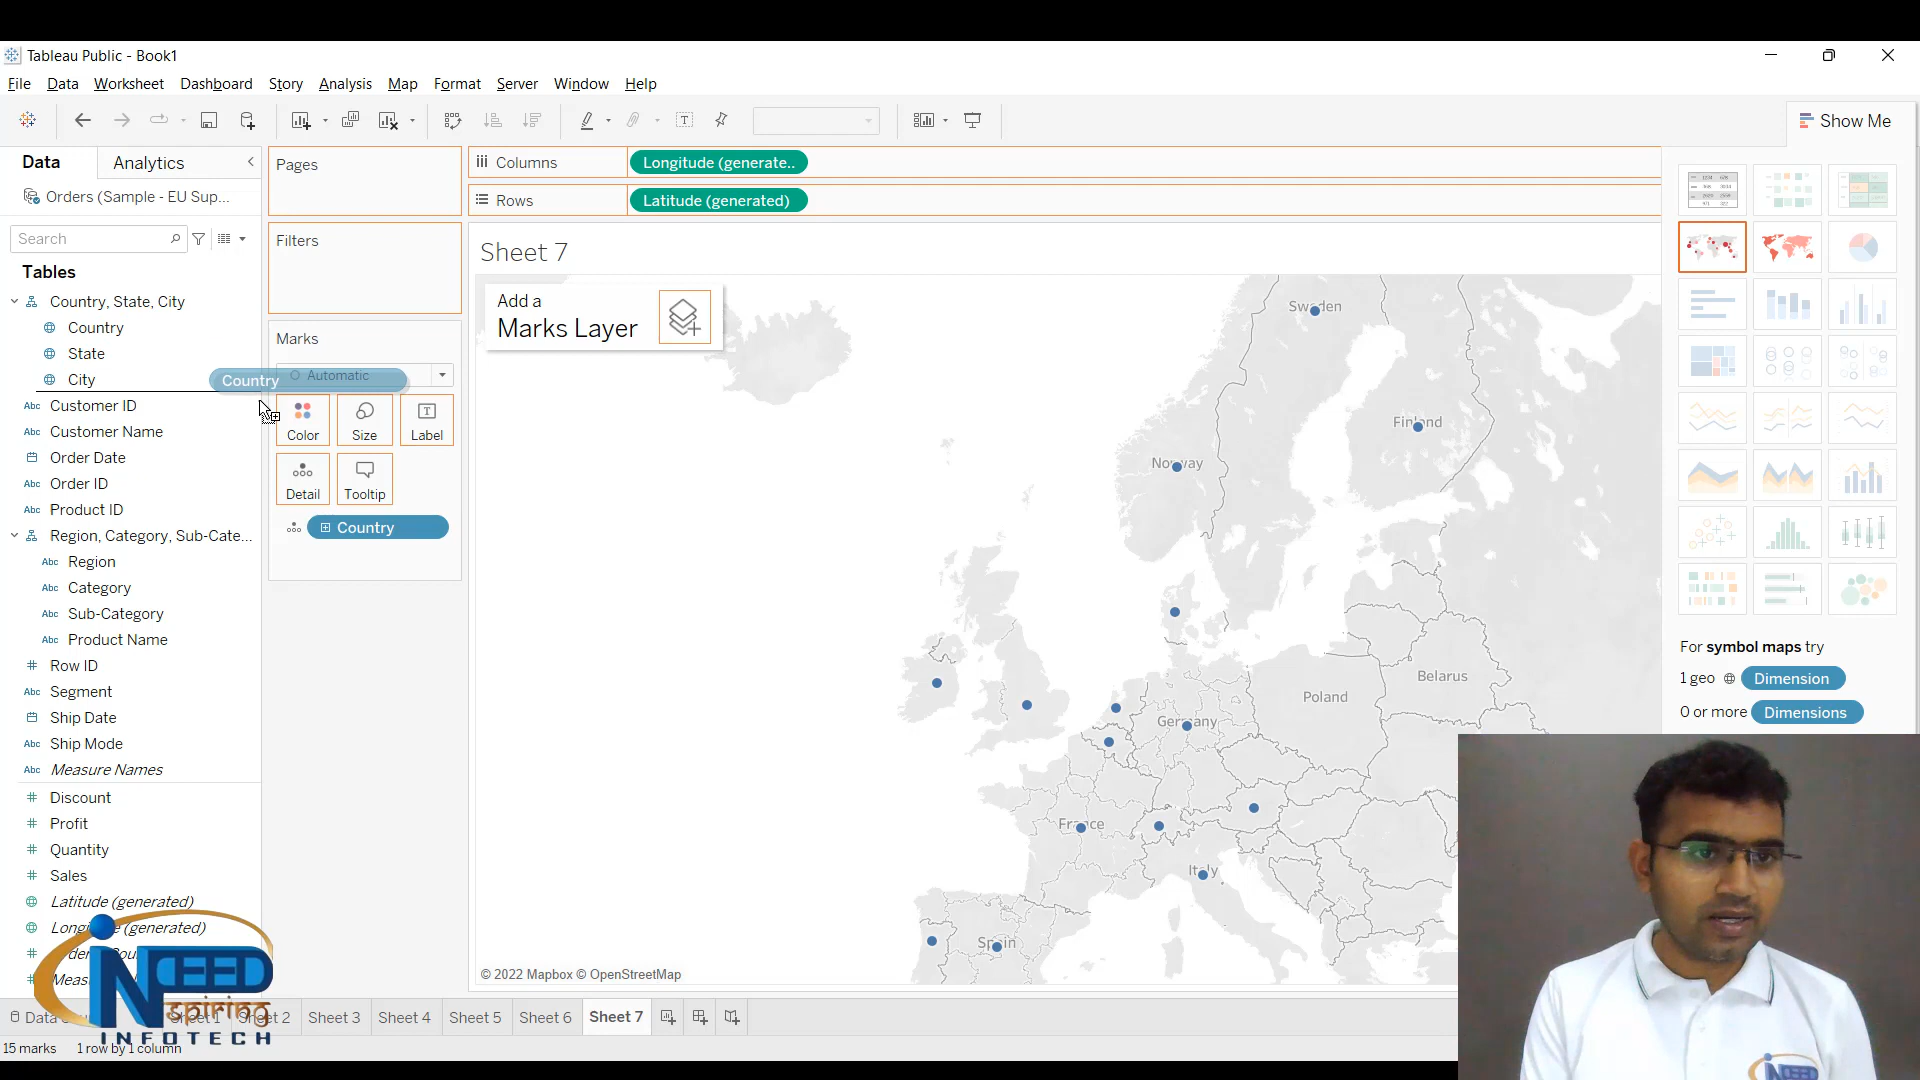 Tableau Public - Book1
File Data Worksheet Dashboard Story Analysis Map Format Server Window Help
Show Me
Data Analytics
Pages
Columns Longitude (generate..
Orders (Sample - EU Sup...
Rows Latitude (generated)
Search
Filters
Sheet 7
Tables
Add a
Marks Layer
Country, State, City
Country
State
City
Country
Customer ID
Customer Name
Order Date
Order ID
Product ID
Region, Category, Sub-Cate...
Region
Category
Sub-Category
Product Name
Row ID
Segment
Ship Date
Ship Mode
Measure Names
Discount
Profit
Quantity
Sales
Latitude (generated)
(generated)
Marks
Automatic
Color Size Label
Detail Tooltip
Country
Sweden
Finland
Norway
Belarus
Poland
Germany
France
Italy
Spain
© 2022 Mapbox © OpenStreetMap
For symbol maps try
1 geo Dimension
0 or more Dimensions
iNCEED
nspiring
INFOTECH
Sheet 1 Sheet 2 Sheet 3 Sheet 4 Sheet 5 Sheet 6 Sheet 7
15 marks 1 row by 1 column